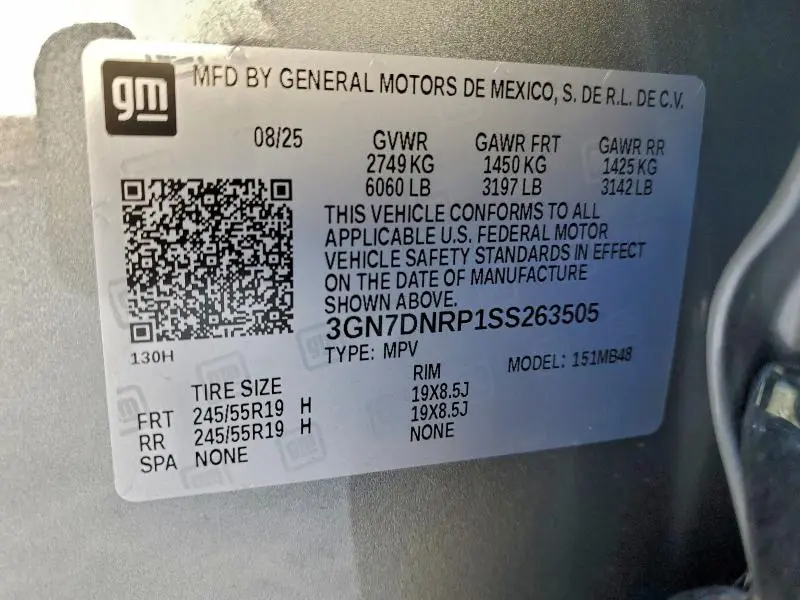 gm
MFD BY GENERAL MOTORS DE MEXICO, S. DE R.L. DE C.V.
08/25 GVWR GAWR FRT GAWR RR
2749 KG 1450 KG 1425 KG
6060 LB 3197 LB 3142 LB
THIS VEHICLE CONFORMS TO ALL
APPLICABLE U.S. FEDERAL MOTOR
VEHICLE SAFETY STANDARDS IN EFFECT
ON THE DATE OF MANUFACTURE
SHOWN ABOVE.
3GN7DNRP1SS263505
130H
TYPE: MPV MODEL: 151MB48
TIRE SIZE RIM
FRT 245/55R19 H 19X8.5J
RR 245/55R19 H 19X8.5J
SPA NONE NONE